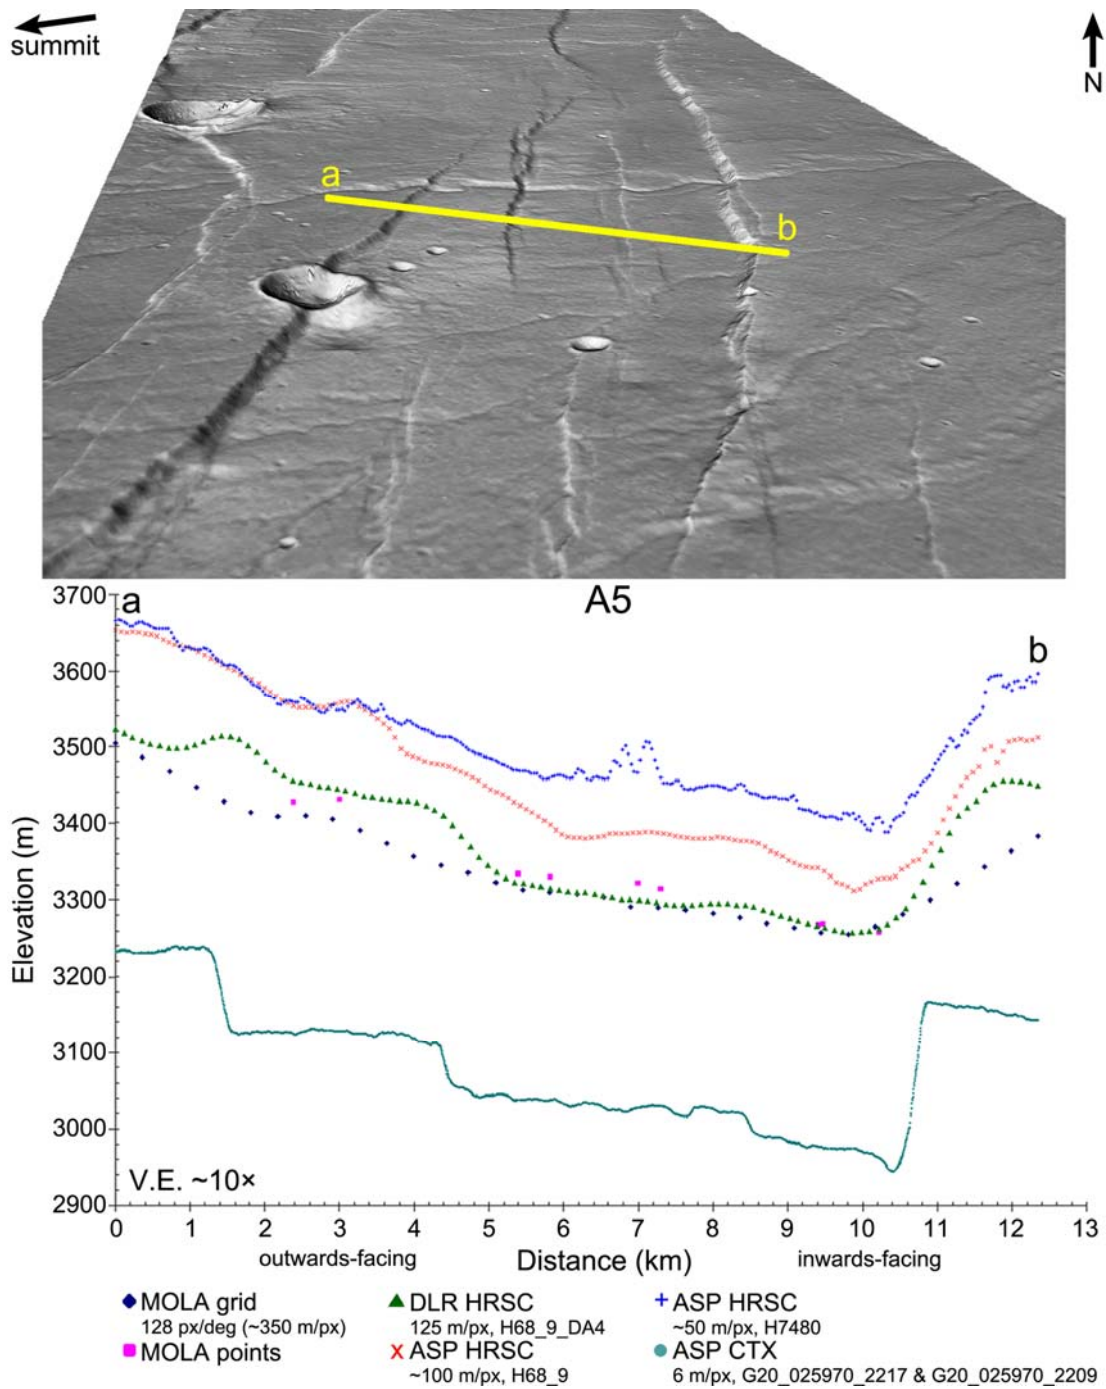 summit
N
a
b
3700
a
A5
b
3600
3500
3400
3300
3200
3100
3000
2900
Elevation (m)
V.E. ~10×
0 1 2 3 4 5 6 7 8 9 10 11 12 13
outwards-facing Distance (km) inwards-facing
MOLA grid
128 px/deg (~350 m/px)
MOLA points
DLR HRSC
125 m/px, H68_9_DA4
ASP HRSC
~100 m/px, H68_9
ASP HRSC
~50 m/px, H7480
ASP CTX
6 m/px, G20_025970_2217 & G20_025970_2209